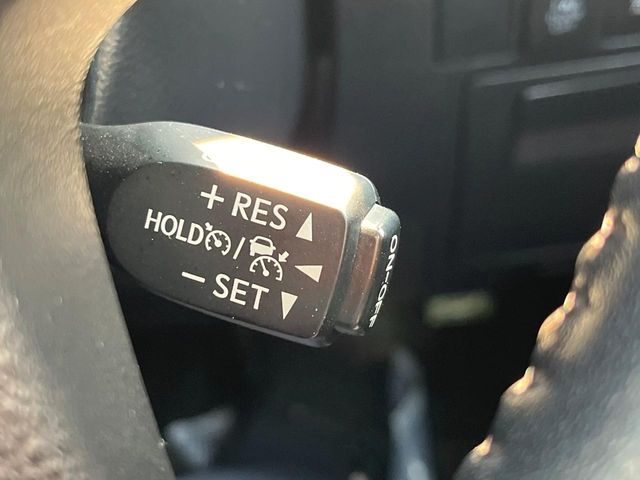 + RES ▲
HOLD / ◀
− SET ▼
ON-OFF